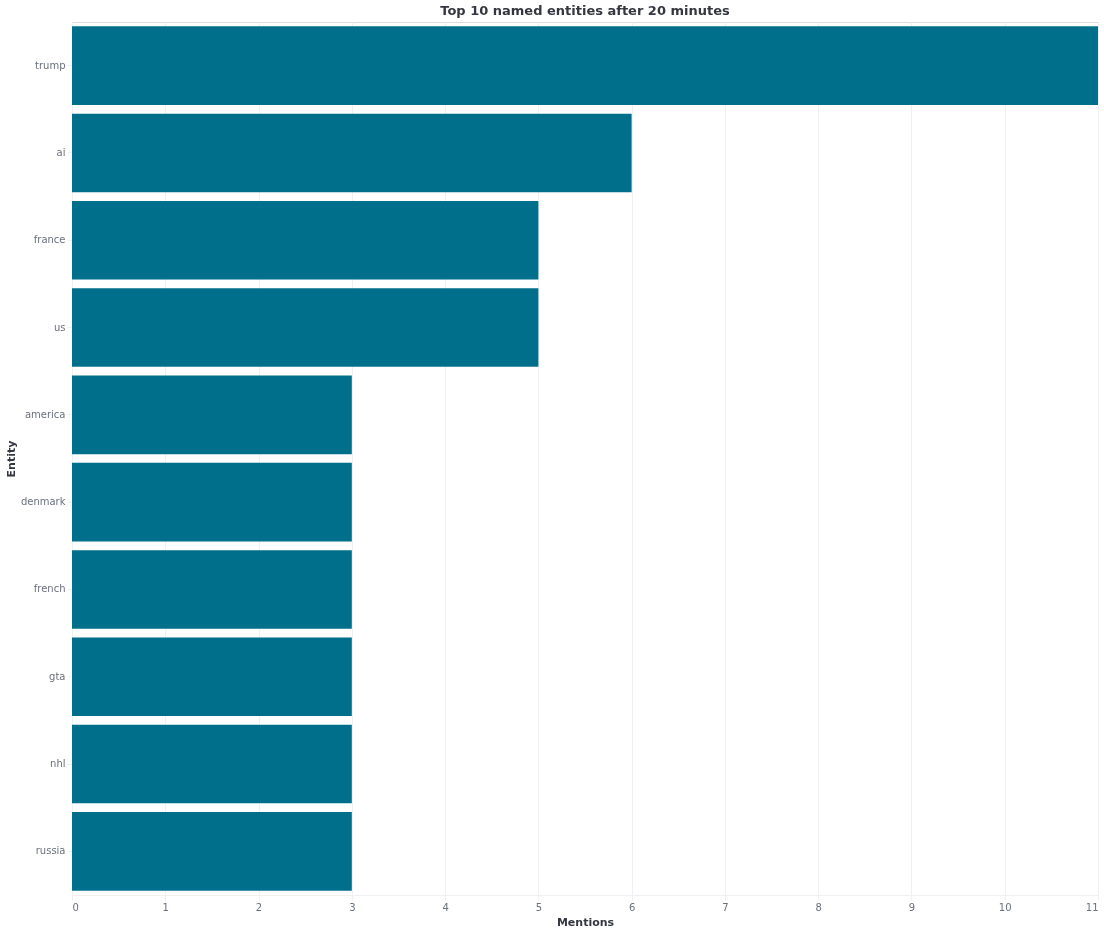 Top 10 named entities after 20 minutes
Entity
trump
ai
france
us
america
denmark
french
gta
nhl
russia
0 1 2 3 4 5 6 7 8 9 10 11
Mentions